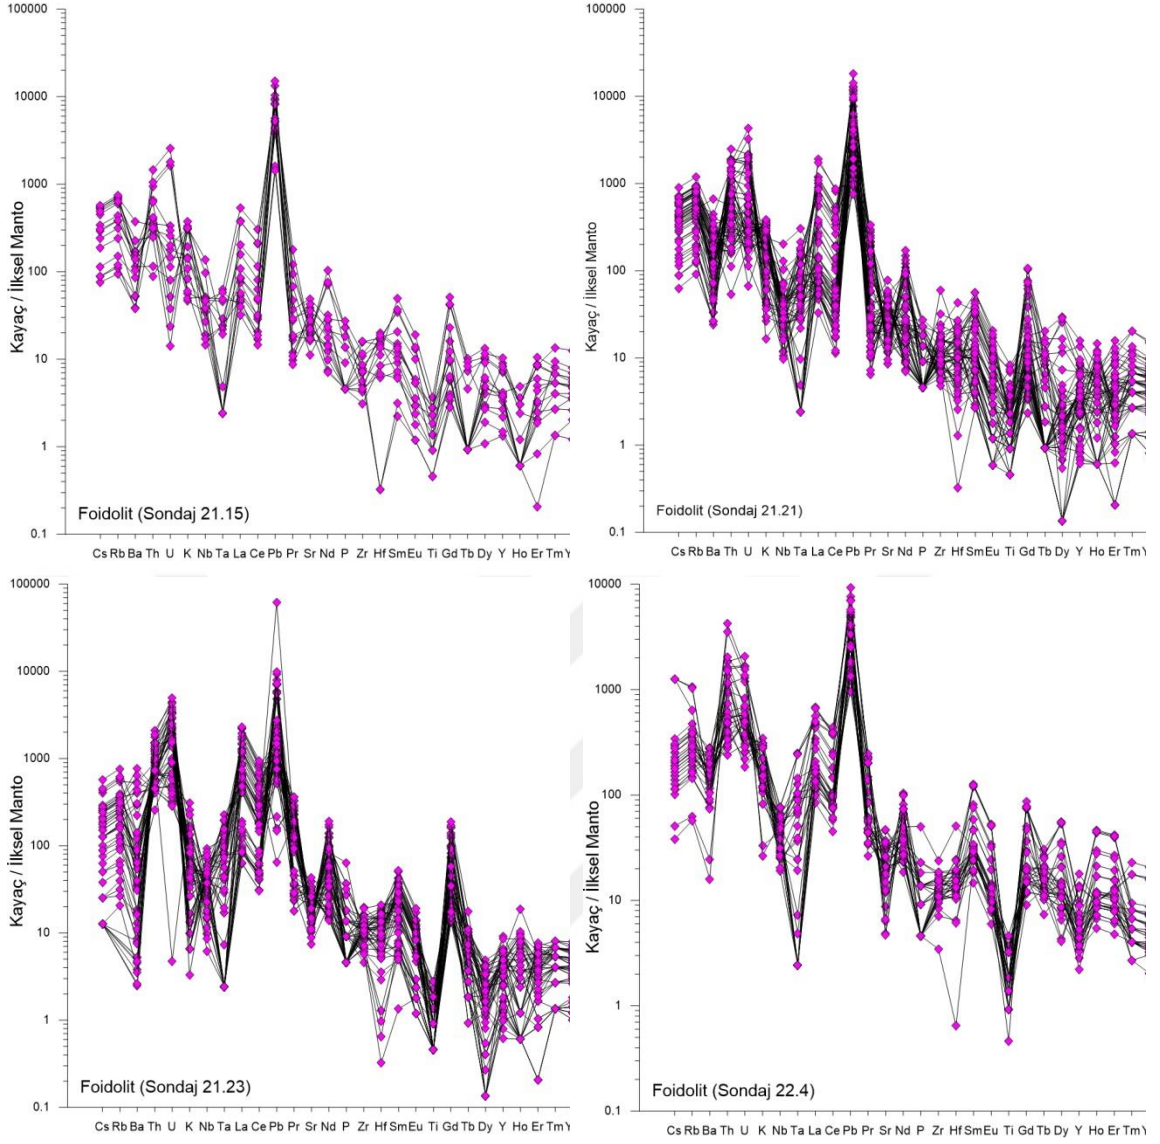 100000
10000
1000
100
10
1
0.1
Kayaç / İlksel Manto
Foidolit (Sondaj 21.15)
Cs Rb Ba Th U K Nb Ta La Ce Pb Pr Sr Nd P Zr Hf Sm Eu Ti Gd Tb Dy Y Ho Er Tm Y
100000
10000
1000
100
10
1
0.1
Kayaç / İlksel Manto
Foidolit (Sondaj 21.21)
Cs Rb Ba Th U K Nb Ta La Ce Pb Pr Sr Nd P Zr Hf Sm Eu Ti Gd Tb Dy Y Ho Er Tm Y
100000
10000
1000
100
10
1
0.1
Kayaç / İlksel Manto
Foidolit (Sondaj 21.23)
Cs Rb Ba Th U K Nb Ta La Ce Pb Pr Sr Nd P Zr Hf Sm Eu Ti Gd Tb Dy Y Ho Er Tm Y
10000
1000
100
10
1
0.1
Kayaç / İlksel Manto
Foidolit (Sondaj 22.4)
Cs Rb Ba Th U K Nb Ta La Ce Pb Pr Sr Nd P Zr Hf Sm Eu Ti Gd Tb Dy Y Ho Er Tm Y